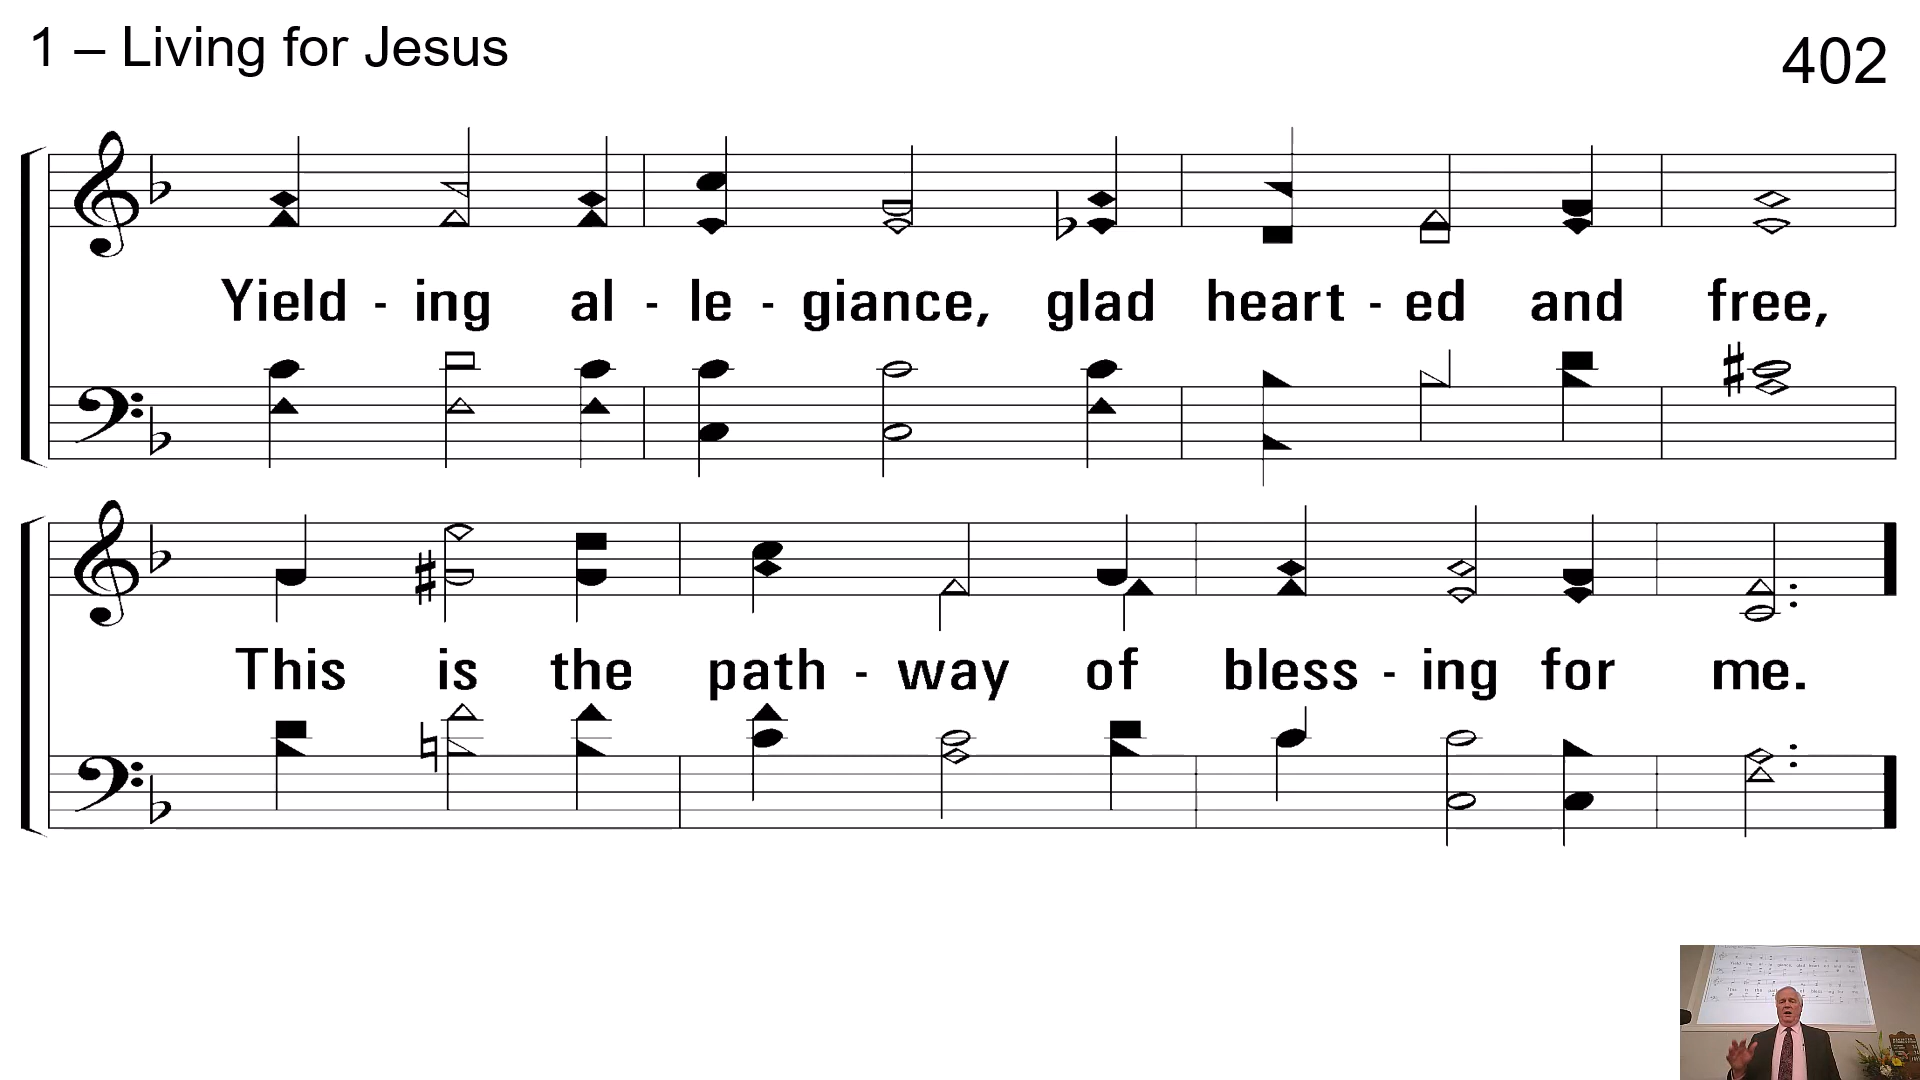 1 – Living for Jesus
402
Yield - ing al - le - giance, glad heart - ed and free,
This is the path - way of bless - ing for me.